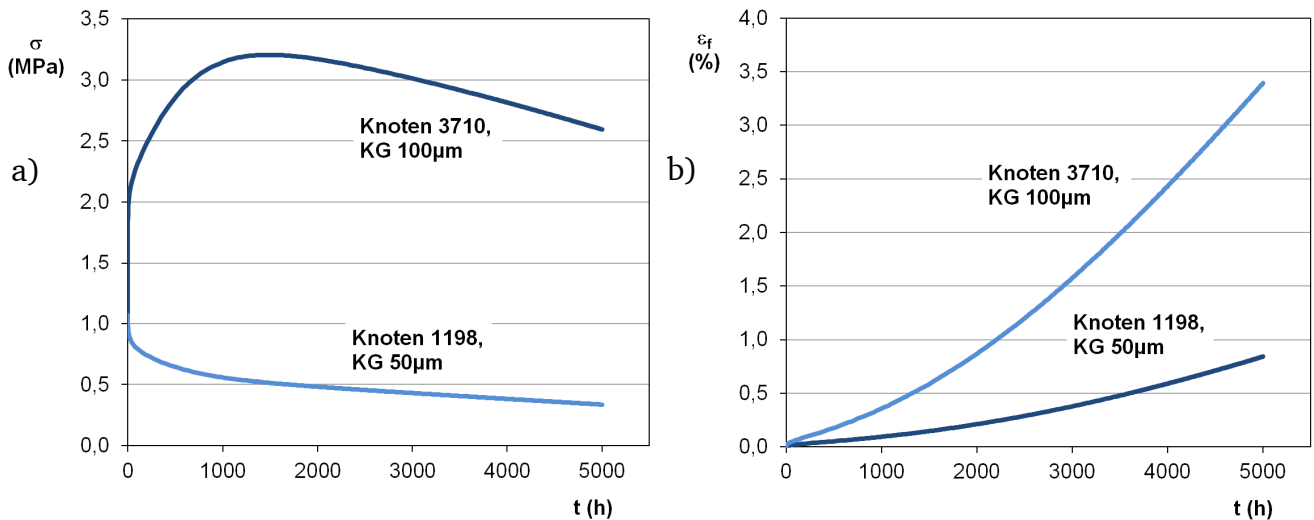 a)
σ
(MPa)
3,5
3,0
2,5
2,0
1,5
1,0
0,5
0,0
Knoten 3710,
KG 100µm
Knoten 1198,
KG 50µm
0 1000 2000 3000 4000 5000
t (h)
b)
εf
(%)
4,0
3,5
3,0
2,5
2,0
1,5
1,0
0,5
0,0
Knoten 3710,
KG 100µm
Knoten 1198,
KG 50µm
0 1000 2000 3000 4000 5000
t (h)